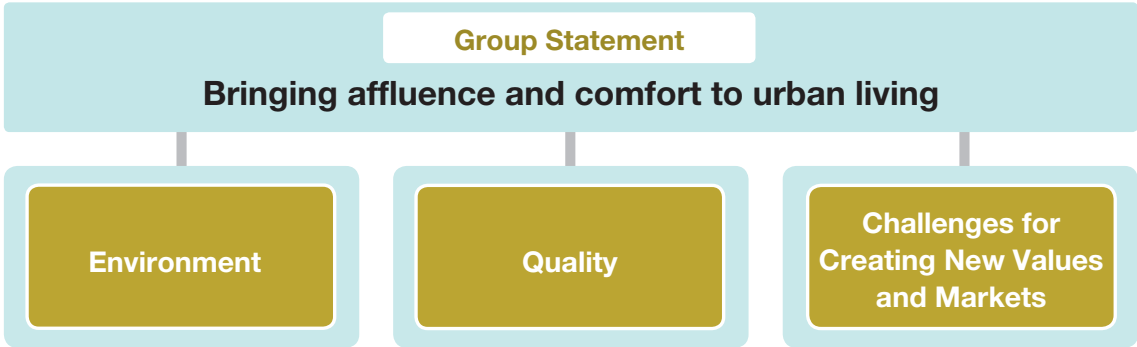 Group Statement
Bringing affluence and comfort to urban living
Environment
Quality
Challenges for
Creating New Values
and Markets